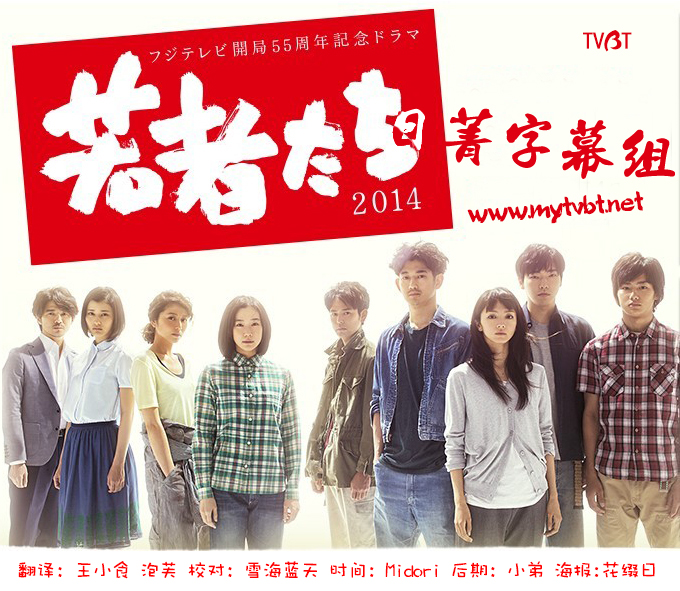 TVBT
フジテレビ開局55周年記念ドラマ
若者たち
2014
日菁字幕组
www.mytvbt.net
翻译: 王小食 泡芙 校对: 雪海蓝天 时间: Midori 后期: 小弟 海报:花缀日